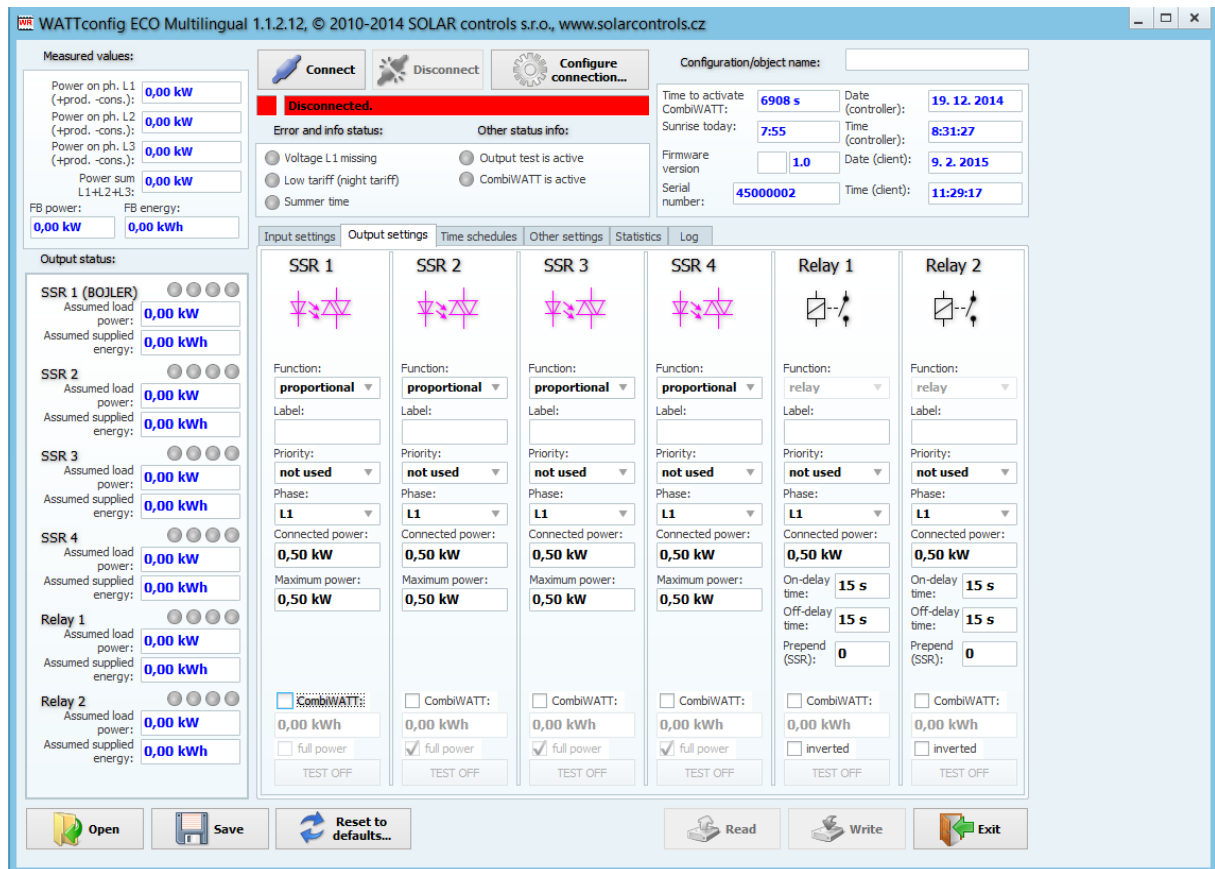 WATTconfig ECO Multilingual 1.1.2.12, © 2010-2014 SOLAR controls s.r.o., www.solarcontrols.cz
Measured values:
Power on ph. L1
(+prod. -cons.):
0,00 kW
Power on ph. L2
(+prod. -cons.):
0,00 kW
Power on ph. L3
(+prod. -cons.):
0,00 kW
Power sum
L1+L2+L3:
0,00 kW
FB power: FB energy:
0,00 kW 0,00 kWh
Connect Disconnect Configure
connection...
Disconnected.
Error and info status: Other status info:
Voltage L1 missing Output test is active
Low tariff (night tariff) CombiWATT is active
Summer time
Configuration/object name:
Time to activate
CombiWATT:
6908 s
Date
(controller):
19. 12. 2014
Sunrise today:
7:55
Time
(controller):
8:31:27
Firmware
version
1.0
Date (client):
9. 2. 2015
Serial
number:
45000002
Time (client):
11:29:17
Output status:
SSR 1 (BOJLER)
Assumed load
power:
0,00 kW
Assumed supplied
energy:
0,00 kWh
SSR 2
Assumed load
power:
0,00 kW
Assumed supplied
energy:
0,00 kWh
SSR 3
Assumed load
power:
0,00 kW
Assumed supplied
energy:
0,00 kWh
SSR 4
Assumed load
power:
0,00 kW
Assumed supplied
energy:
0,00 kWh
Relay 1
Assumed load
power:
0,00 kW
Assumed supplied
energy:
0,00 kWh
Relay 2
Assumed load
power:
0,00 kW
Assumed supplied
energy:
0,00 kWh
Input settings Output settings Time schedules Other settings Statistics Log
SSR 1 SSR 2 SSR 3 SSR 4 Relay 1 Relay 2
Function: Function: Function: Function: Function: Function:
proportional proportional proportional proportional relay relay
Label: Label: Label: Label: Label: Label:
Priority: Priority: Priority: Priority: Priority: Priority:
not used not used not used not used not used not used
Phase: Phase: Phase: Phase: Phase: Phase:
L1 L1 L1 L1 L1 L1
Connected power: Connected power: Connected power: Connected power: Connected power: Connected power:
0,50 kW 0,50 kW 0,50 kW 0,50 kW 0,50 kW 0,50 kW
Maximum power: Maximum power: Maximum power: Maximum power:
0,50 kW 0,50 kW 0,50 kW 0,50 kW
On-delay
time:
15 s
On-delay
time:
15 s
Off-delay
time:
15 s
Off-delay
time:
15 s
Prepend
(SSR):
0
Prepend
(SSR):
0
CombiWATT: CombiWATT: CombiWATT: CombiWATT: CombiWATT: CombiWATT:
0,00 kWh 0,00 kWh 0,00 kWh 0,00 kWh 0,00 kWh 0,00 kWh
full power full power full power full power inverted inverted
TEST OFF TEST OFF TEST OFF TEST OFF TEST OFF TEST OFF
Open Save Reset to
defaults...
Read Write Exit